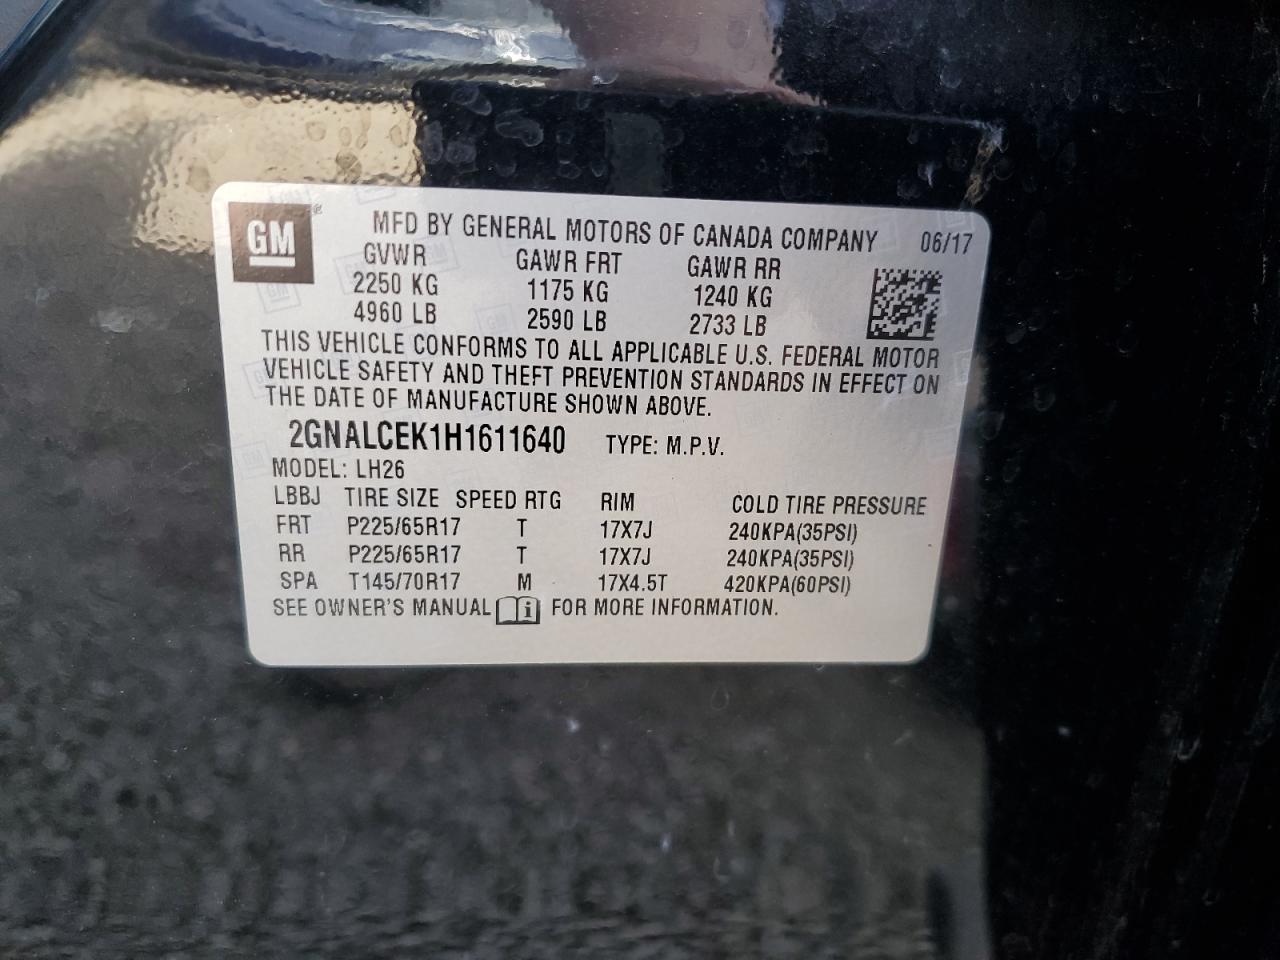 GM ® MFD BY GENERAL MOTORS OF CANADA COMPANY 06/17
GVWR GAWR FRT GAWR RR
2250 KG 1175 KG 1240 KG
4960 LB 2590 LB 2733 LB
THIS VEHICLE CONFORMS TO ALL APPLICABLE U.S. FEDERAL MOTOR
VEHICLE SAFETY AND THEFT PREVENTION STANDARDS IN EFFECT ON
THE DATE OF MANUFACTURE SHOWN ABOVE.
2GNALCEK1H1611640 TYPE: M.P.V.
MODEL: LH26
LBBJ TIRE SIZE SPEED RTG RIM COLD TIRE PRESSURE
FRT P225/65R17 T 17X7J 240KPA(35PSI)
RR P225/65R17 T 17X7J 240KPA(35PSI)
SPA T145/70R17 M 17X4.5T 420KPA(60PSI)
SEE OWNER'S MANUAL i FOR MORE INFORMATION.